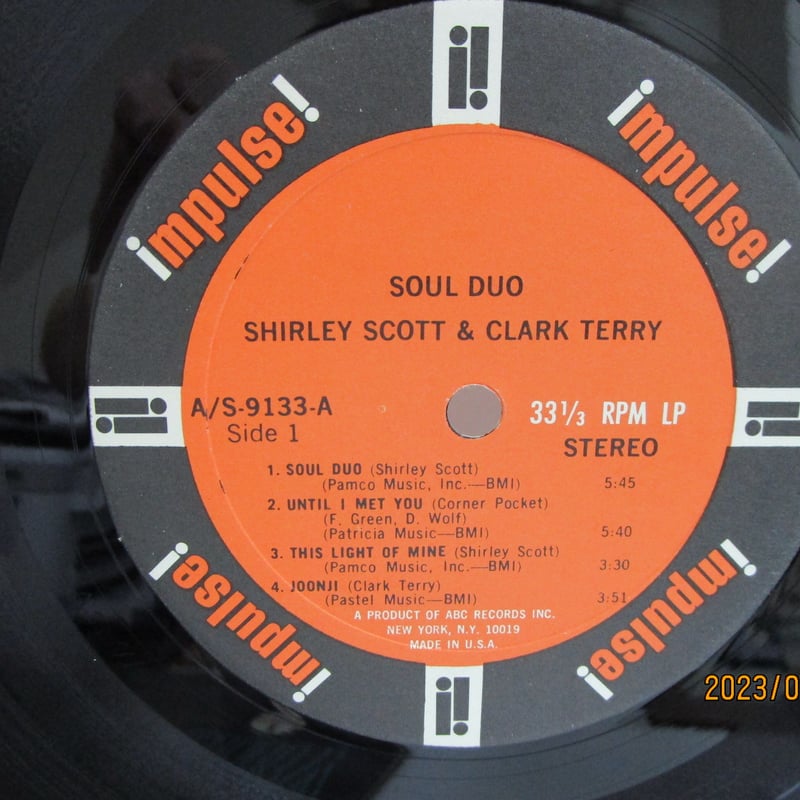 impulse!
impulse!
SOUL DUO
SHIRLEY SCOTT & CLARK TERRY
A/S-9133-A
Side 1
33⅓ RPM LP
STEREO
1. SOUL DUO (Shirley Scott)
(Pamco Music, Inc.—BMI) 5:45
2. UNTIL I MET YOU (Corner Pocket)
(F. Green, D. Wolf)
(Patricia Music—BMI) 5:40
3. THIS LIGHT OF MINE (Shirley Scott)
(Pamco Music, Inc.—BMI) 3:30
4. JOONJI (Clark Terry)
(Pastel Music—BMI) 3:51
A PRODUCT OF ABC RECORDS INC.
NEW YORK, N.Y. 10019
MADE IN U.S.A.
impulse!
impulse!
2023/0